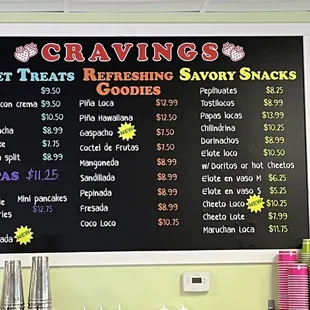 CRAVINGS
ET TREATS
$9.50
con crema $9.50
$10.50
$8.99
$7.75
split $8.99
$11.25
Mini pancakes
$12.75
REFRESHING GOODIES
Piña Loca $12.99
Piña Hawaiiana $12.50
Gaspacho NEW $7.50
Coctel de Frutas $7.50
Mangoneda $8.99
Sandillada $8.99
Pepinada $8.99
Fresada $8.99
Coco Loco $10.75
SAVORY SNACKS
Pepihuates $8.25
Tostilocos $8.99
Papas locas $13.99
Chilindrina $10.25
Dorinachos $8.99
Elote loco $10.50
w/Doritos or hot Cheetos
Elote en vaso M $6.25
Elote en vaso S $5.25
Cheeto Loco NEW $10.25
Cheeto Lote $7.99
Maruchan Loca $11.75